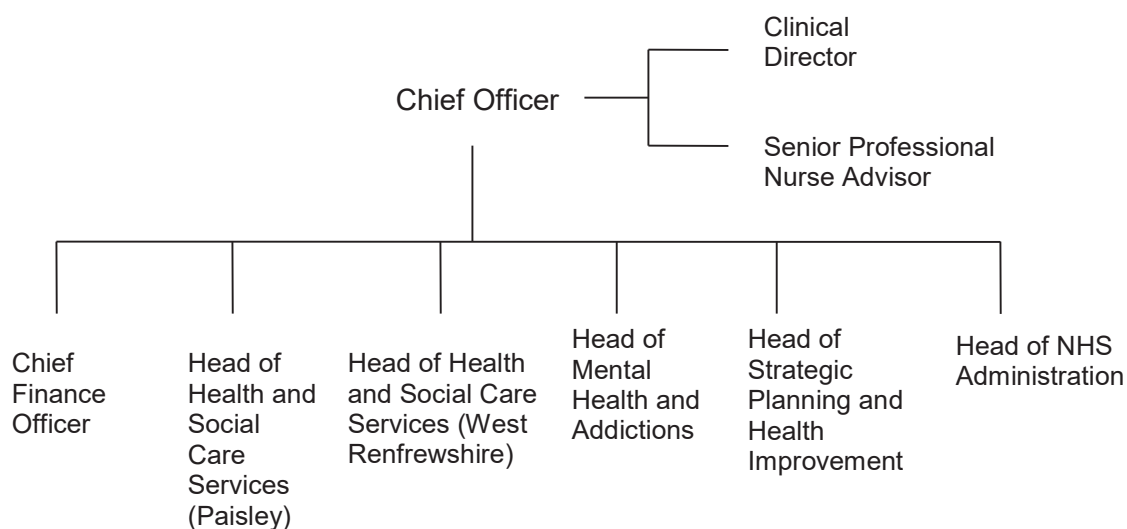 Clinical
Director
Chief Officer
Senior Professional
Nurse Advisor
Chief
Finance
Officer
Head of
Health and
Social
Care
Services
(Paisley)
Head of Health
and Social Care
Services (West
Renfrewshire)
Head of
Mental
Health and
Addictions
Head of
Strategic
Planning and
Health
Improvement
Head of NHS
Administration